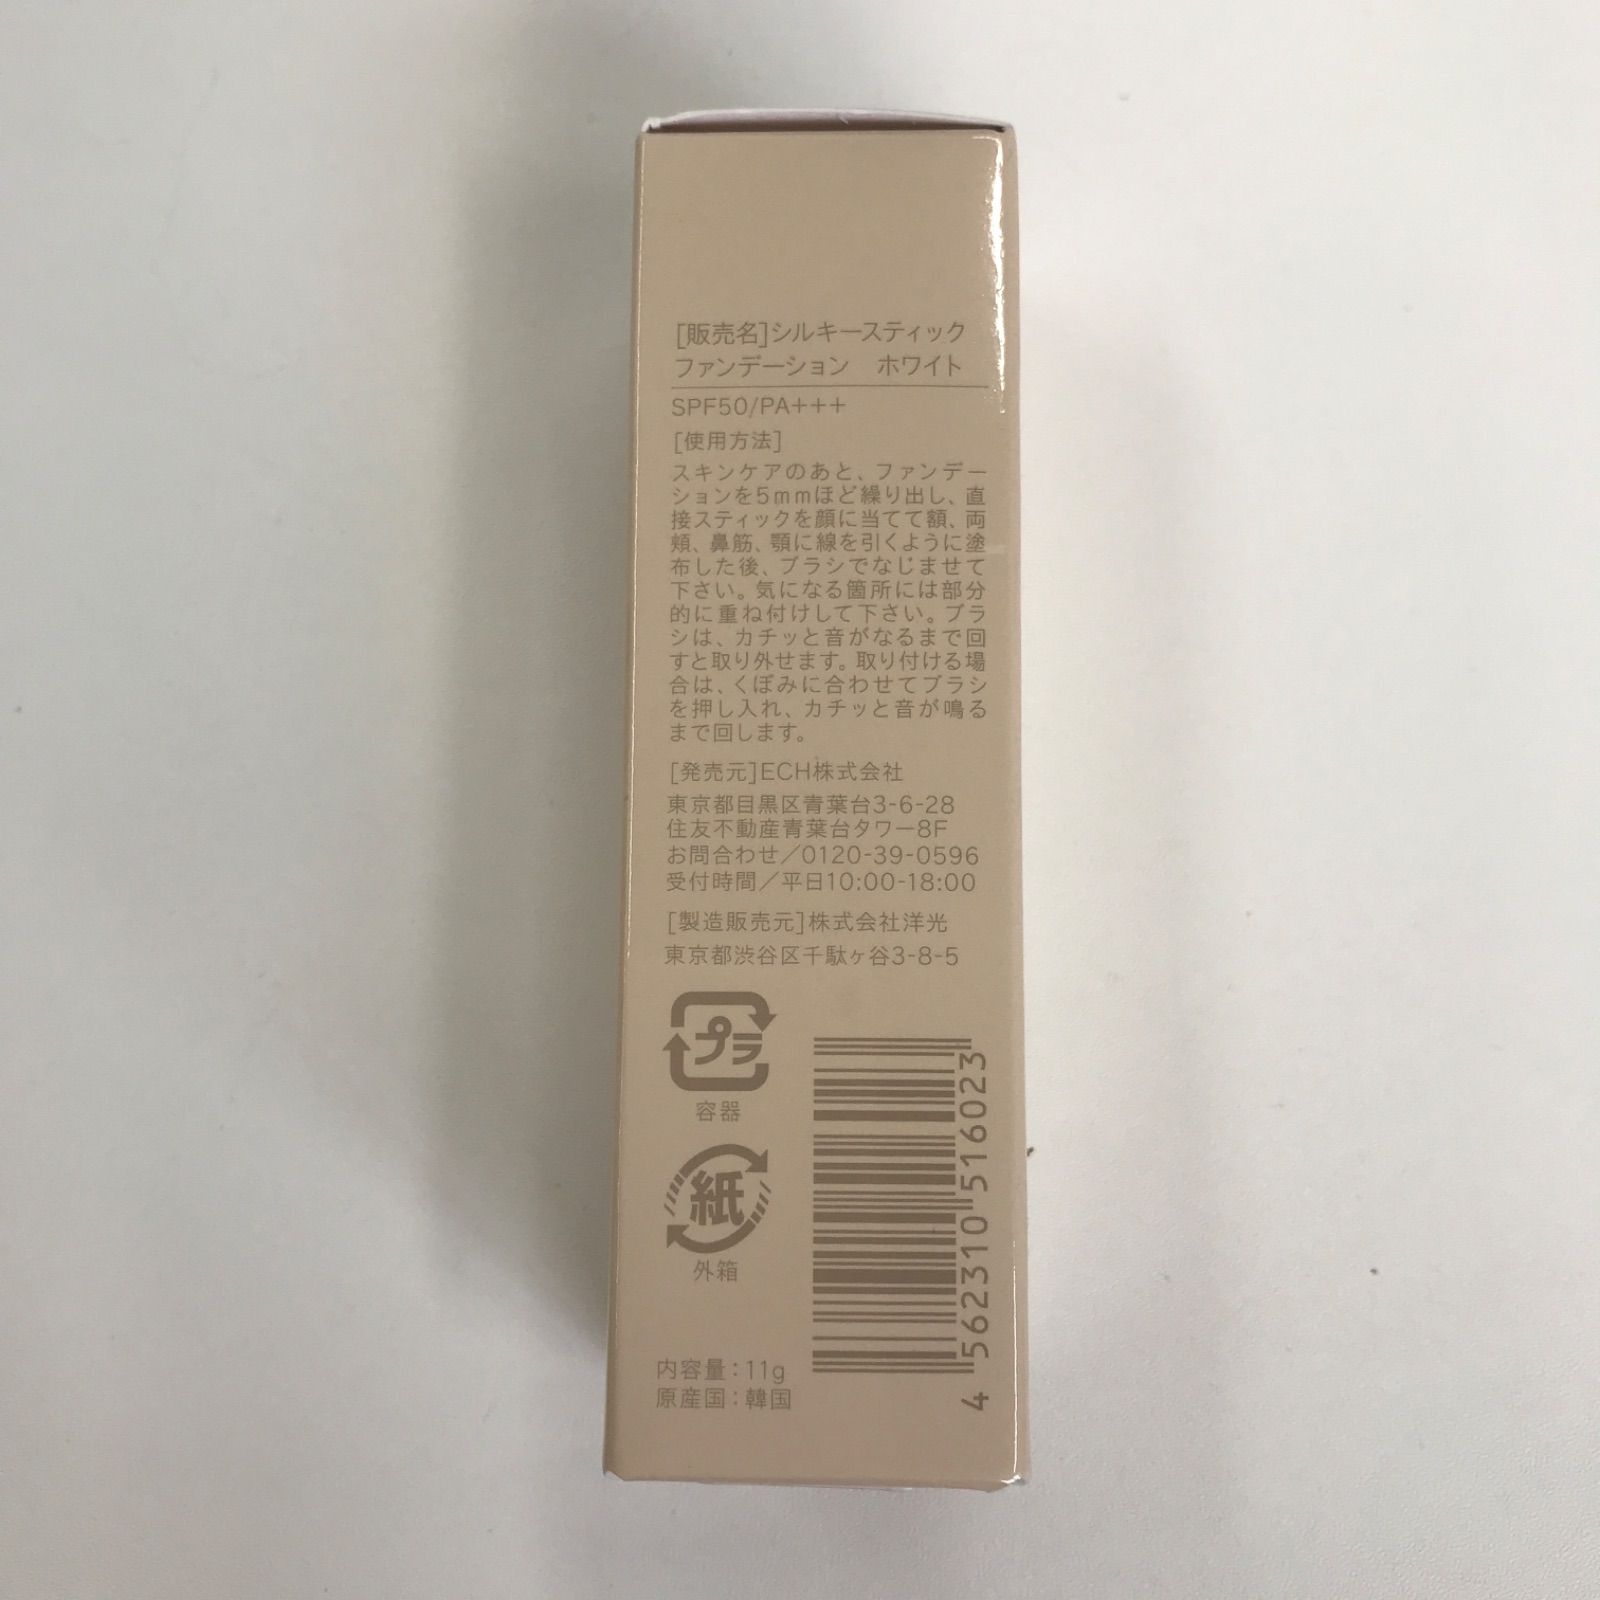 [販売名]シルキースティック
ファンデーション　ホワイト
SPF50/PA+++
[使用方法]
スキンケアのあと、ファンデー
ションを5mmほど繰り出し、直
接スティックを顔に当てて額、両
頬、鼻筋、顎に線を引くように塗
布した後、ブラシでなじませて
下さい。気になる箇所には部分
的に重ね付けして下さい。ブラ
シは、カチッと音がなるまで回
すと取り外せます。取り付ける場
合は、くぼみに合わせてブラシ
を押し入れ、カチッと音が鳴る
まで回します。
[発売元]ECH株式会社
東京都目黒区青葉台3-6-28
住友不動産青葉台タワー8F
お問合わせ／0120-39-0596
受付時間／平日10:00-18:00
[製造販売元]株式会社洋光
東京都渋谷区千駄ヶ谷3-8-5
プラ
容器
紙
外箱
4 562310 516023
内容量：11g
原産国：韓国